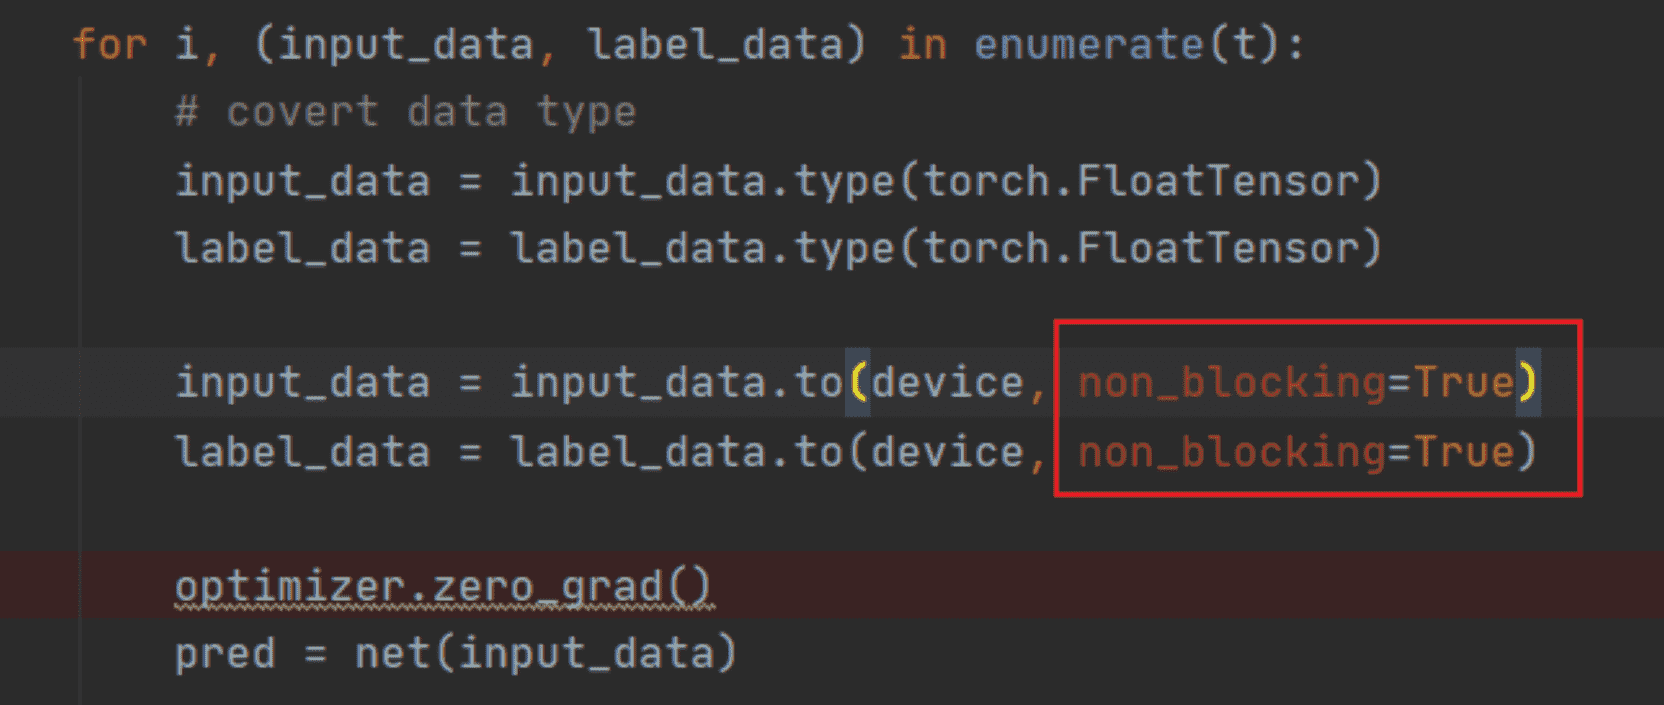 for i, (input_data, label_data) in enumerate(t):
# covert data type
input_data = input_data.type(torch.FloatTensor)
label_data = label_data.type(torch.FloatTensor)
input_data = input_data.to(device, non_blocking=True)
label_data = label_data.to(device, non_blocking=True)
optimizer.zero_grad()
pred = net(input_data)